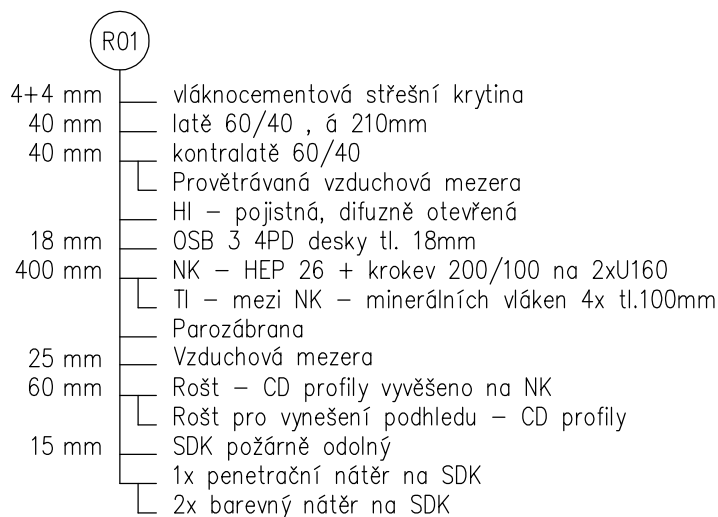 R01
4+4 mm vláknocementová střešní krytina
40 mm latě 60/40 , á 210mm
40 mm kontralatě 60/40
Provětrávaná vzduchová mezera
HI – pojistná, difuzně otevřená
18 mm OSB 3 4PD desky tl. 18mm
400 mm NK – HEP 26 + krokev 200/100 na 2xU160
TI – mezi NK – minerálních vláken 4x tl.100mm
Parozábrana
25 mm Vzduchová mezera
60 mm Rošt – CD profily vyvěšeno na NK
Rošt pro vynešení podhledu – CD profily
15 mm SDK požárně odolný
1x penetrační nátěr na SDK
2x barevný nátěr na SDK